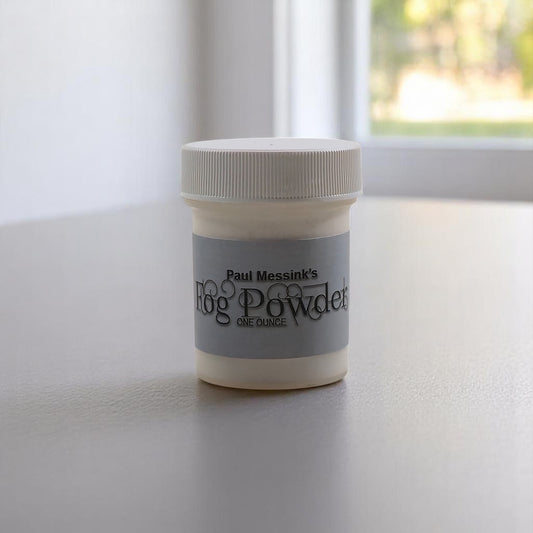 Paul Messink's
Fog Powder
ONE OUNCE